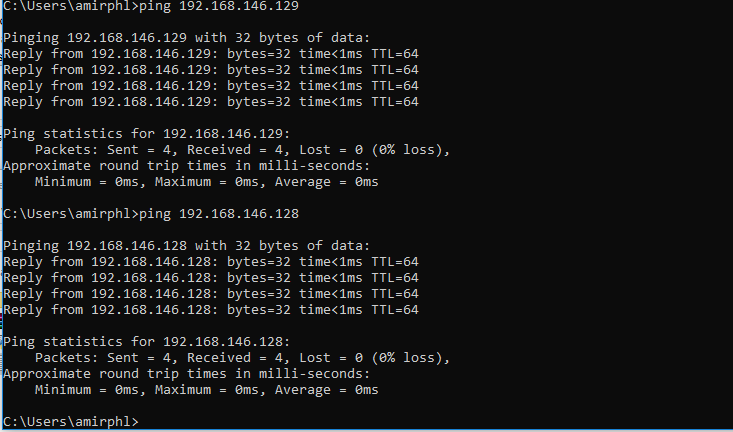 C:\Users\amirphl>ping 192.168.146.129
Pinging 192.168.146.129 with 32 bytes of data:
Reply from 192.168.146.129: bytes=32 time<1ms TTL=64
Reply from 192.168.146.129: bytes=32 time<1ms TTL=64
Reply from 192.168.146.129: bytes=32 time<1ms TTL=64
Reply from 192.168.146.129: bytes=32 time<1ms TTL=64
Ping statistics for 192.168.146.129:
    Packets: Sent = 4, Received = 4, Lost = 0 (0% loss),
Approximate round trip times in milli-seconds:
    Minimum = 0ms, Maximum = 0ms, Average = 0ms
C:\Users\amirphl>ping 192.168.146.128
Pinging 192.168.146.128 with 32 bytes of data:
Reply from 192.168.146.128: bytes=32 time<1ms TTL=64
Reply from 192.168.146.128: bytes=32 time<1ms TTL=64
Reply from 192.168.146.128: bytes=32 time<1ms TTL=64
Reply from 192.168.146.128: bytes=32 time<1ms TTL=64
Ping statistics for 192.168.146.128:
    Packets: Sent = 4, Received = 4, Lost = 0 (0% loss),
Approximate round trip times in milli-seconds:
    Minimum = 0ms, Maximum = 0ms, Average = 0ms
C:\Users\amirphl>